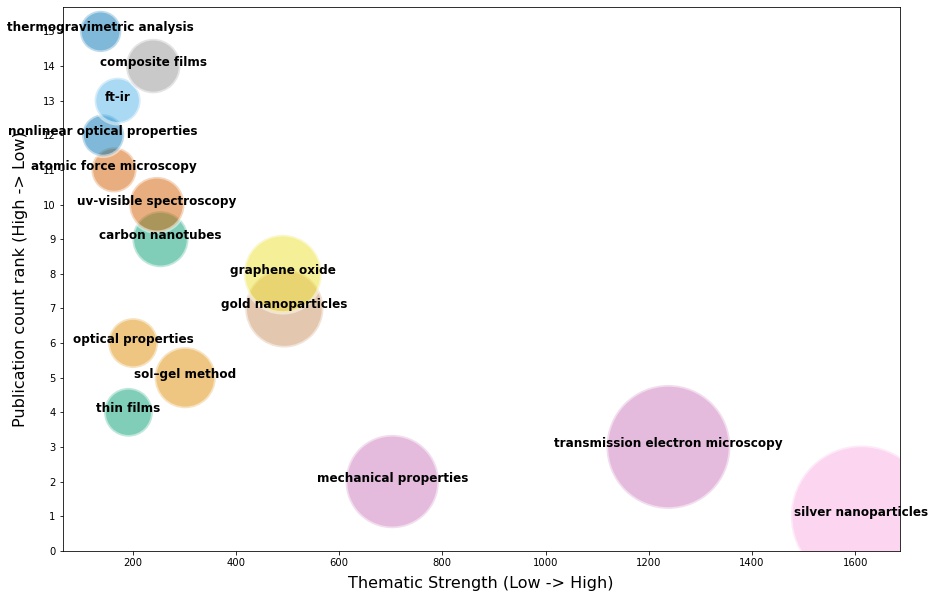 thermogravimetric analysis
composite films
ft-ir
nonlinear optical properties
atomic force microscopy
uv-visible spectroscopy
carbon nanotubes
graphene oxide
gold nanoparticles
optical properties
sol–gel method
thin films
transmission electron microscopy
mechanical properties
silver nanoparticles
Publication count rank (High -> Low)
15
14
13
12
11
10
9
8
7
6
5
4
3
2
1
0
200
400
600
800
1000
1200
1400
1600
Thematic Strength (Low -> High)